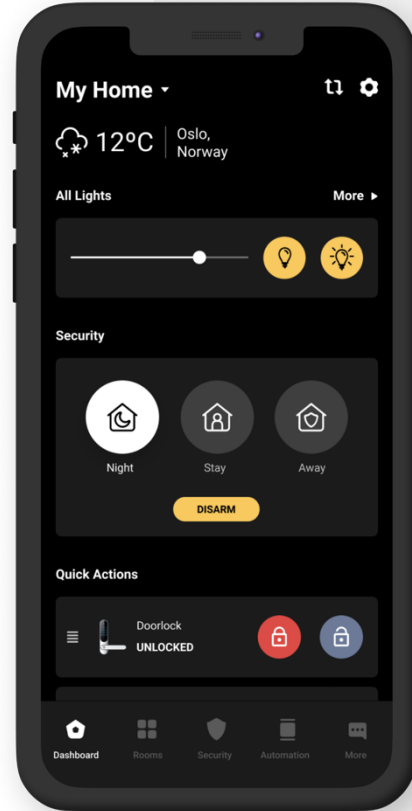 My Home
12°C
Oslo,
Norway
All Lights
More
Security
Night
Stay
Away
DISARM
Quick Actions
Doorlock
UNLOCKED
Dashboard
Rooms
Security
Automation
More